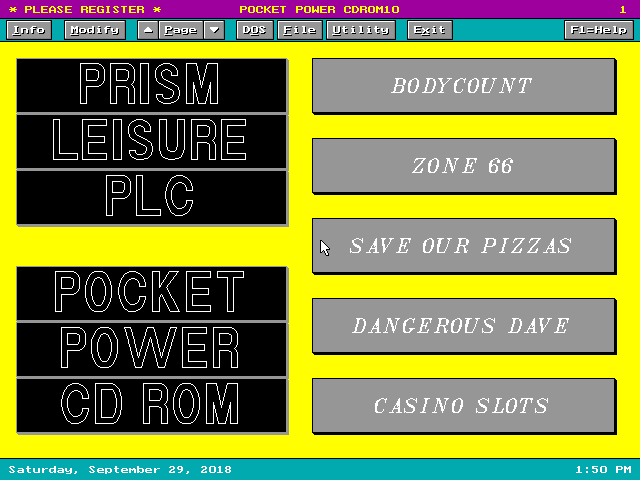 * PLEASE REGISTER * POCKET POWER CDROM10 1
Info Modify Page DOS File Utility Exit F1=Help
PRISM
LEISURE
PLC
POCKET
POWER
CD ROM
BODYCOUNT
ZONE 66
SAVE OUR PIZZAS
DANGEROUS DAVE
CASINO SLOTS
Saturday, September 29, 2018 1:50 PM